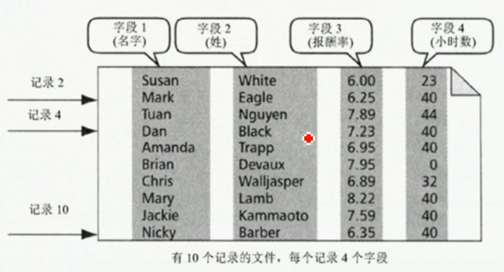 字段 1 (名字)
字段 2 (姓)
字段 3 (报酬率)
字段 4 (小时数)
Susan White 6.00 23
记录 2 Mark Eagle 6.25 40
Tuan Nguyen 7.89 44
记录 4 Dan Black 7.23 40
Amanda Trapp 6.95 40
Brian Devaux 7.95 0
Chris Walljasper 6.89 32
Mary Lamb 8.22 40
Jackie Kammaoto 7.59 40
记录 10 Nicky Barber 6.35 40
有 10 个记录的文件，每个记录 4 个字段